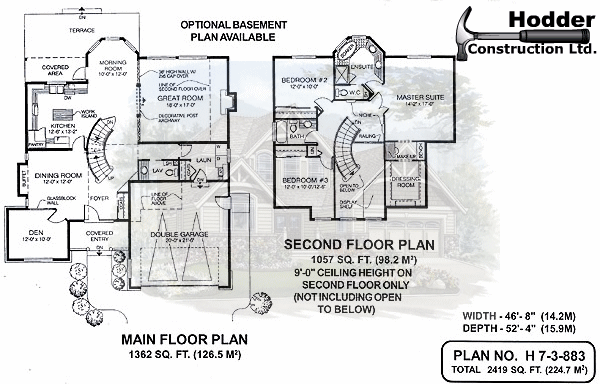 OPTIONAL BASEMENT
PLAN AVAILABLE
Hodder
Construction Ltd.
TERRACE
COVERED
AREA
MORNING
ROOM
10'-0" x 12'-0"
DN
36" HIGH WALL W/
LINE OF
SECOND FLOOR OVER
GREAT ROOM
18'-0" x 17'-0"
DECORATIVE POST
ARCHWAY
DW
WORK
ISLAND
KITCHEN
12'-6" x 13'-2"
PANTRY
UP
DINING ROOM
12'-0" x 12'-0"
BUFFET
GLASSBLOCK
WALL
FOYER
LAV
LAUN
LINE OF
FLOOR
ABOVE
DEN
12'-0" x 10'-0"
COVERED
ENTRY
DN
DOUBLE GARAGE
20'-0" x 21'-0"
MAIN FLOOR PLAN
1362 SQ. FT. (126.5 M²)
BEDROOM #2
12'-0" x 10'-0"
ENSUITE
W.C.
MASTER SUITE
14'-2" x 17'-0"
NICHE
DN
RAILING
BATH
BEDROOM #3
12'-0" x 10'-0"/12'-6"
OPEN TO
BELOW
DISPLAY
SHELF
MAKE UP
DRESSING
ROOM
SECOND FLOOR PLAN
1057 SQ. FT. (98.2 M²)
9'-0" CEILING HEIGHT ON
SECOND FLOOR ONLY
(NOT INCLUDING OPEN
TO BELOW)
WIDTH - 46'- 8" (14.2M)
DEPTH - 52'- 4" (15.9M)
PLAN NO. H 7-3-883
TOTAL 2419 SQ. FT. (224.7 M²)